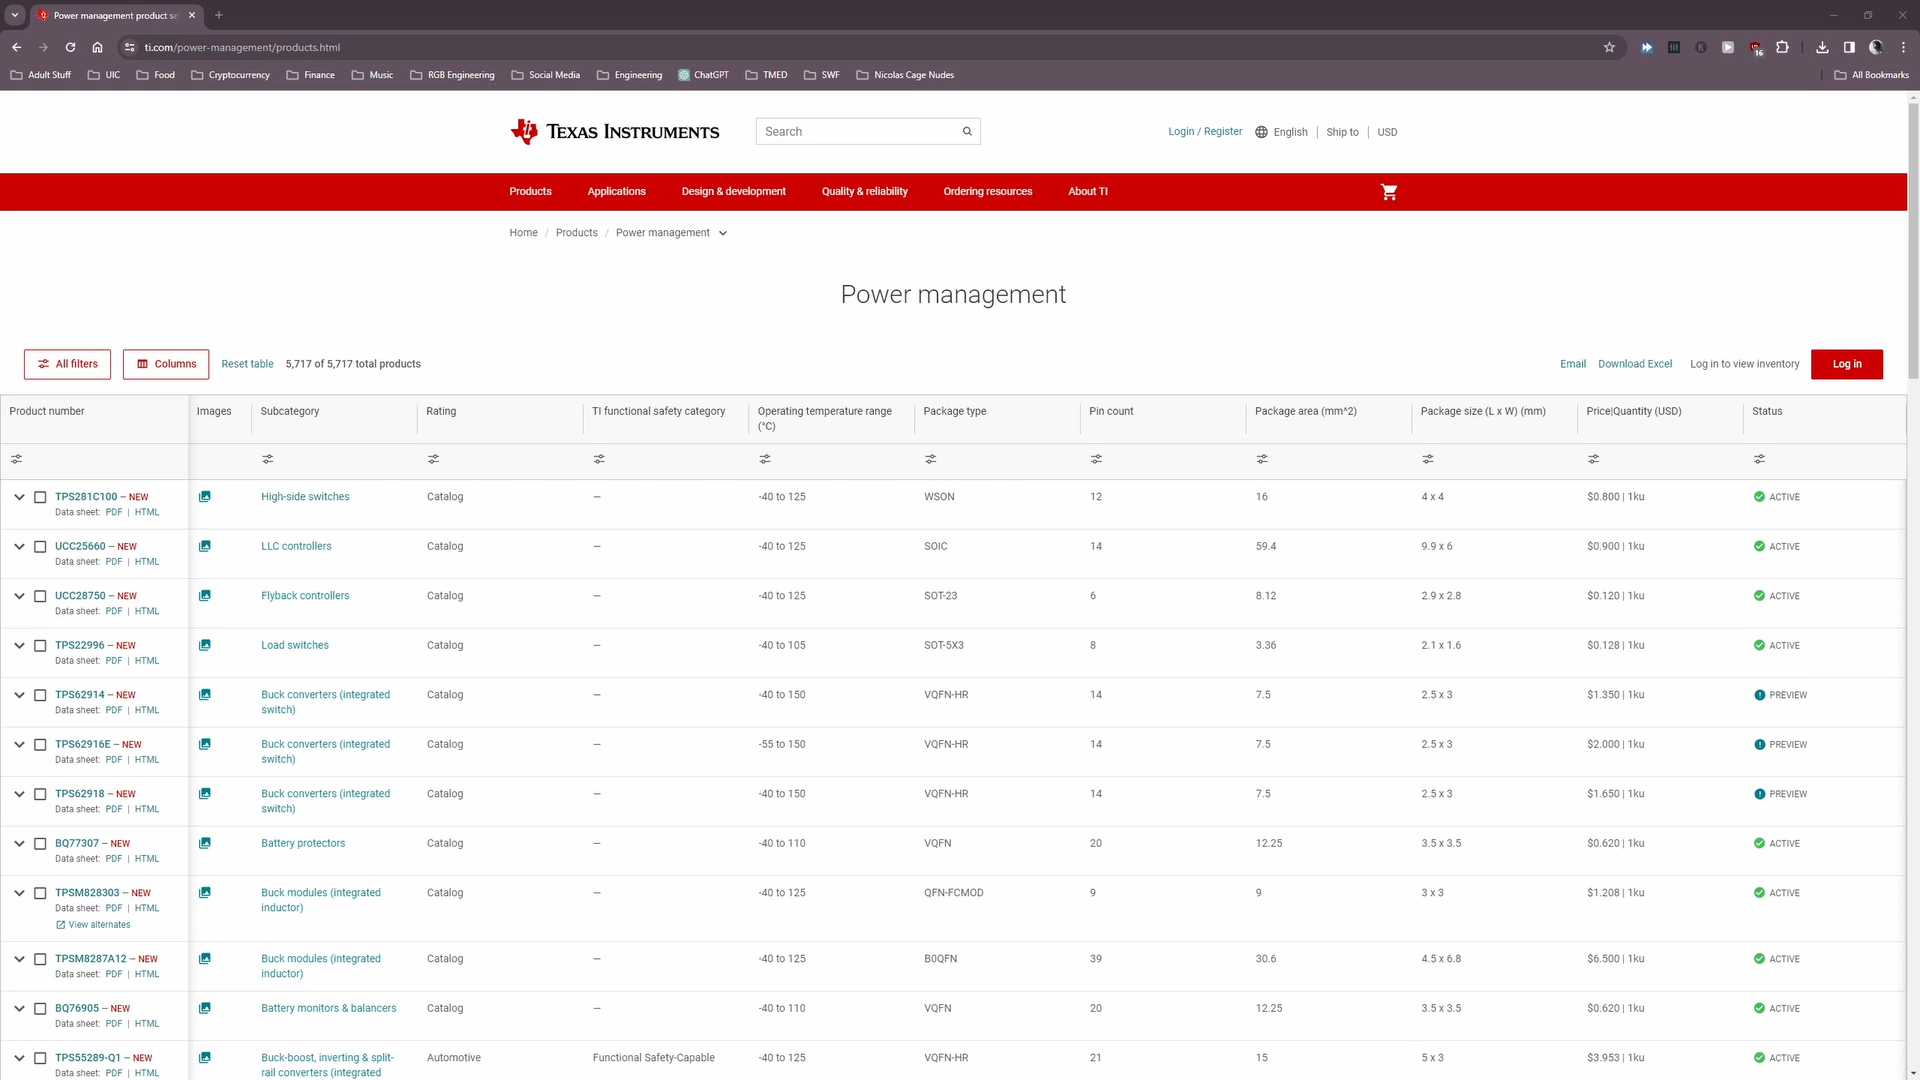 Power management product se
ti.com/power-management/products.html
16
Adult Stuff UIC Food Cryptocurrency Finance Music RGB Engineering Social Media Engineering ChatGPT TMED SWF Nicolas Cage Nudes All Bookmarks
TEXAS INSTRUMENTS Search Login / Register English | Ship to | USD
Products Applications Design & development Quality & reliability Ordering resources About TI
Home / Products / Power management
Power management
All filters Columns Reset table 5,717 of 5,717 total products Email Download Excel Log in to view inventory Log in
Product number Images Subcategory Rating TI functional safety category Operating temperature range Package type Pin count Package area (mm^2) Package size (L x W) (mm) Price|Quantity (USD) Status
(°C)
TPS281C100 – NEW High-side switches Catalog — -40 to 125 WSON 12 16 4 x 4 $0.800 | 1ku ACTIVE
Data sheet: PDF | HTML
UCC25660 – NEW LLC controllers Catalog — -40 to 125 SOIC 14 59.4 9.9 x 6 $0.900 | 1ku ACTIVE
Data sheet: PDF | HTML
UCC28750 – NEW Flyback controllers Catalog — -40 to 125 SOT-23 6 8.12 2.9 x 2.8 $0.120 | 1ku ACTIVE
Data sheet: PDF | HTML
TPS22996 – NEW Load switches Catalog — -40 to 105 SOT-5X3 8 3.36 2.1 x 1.6 $0.128 | 1ku ACTIVE
Data sheet: PDF | HTML
TPS62914 – NEW Buck converters (integrated Catalog — -40 to 150 VQFN-HR 14 7.5 2.5 x 3 $1.350 | 1ku PREVIEW
Data sheet: PDF | HTML switch)
TPS62916E – NEW Buck converters (integrated Catalog — -55 to 150 VQFN-HR 14 7.5 2.5 x 3 $2.000 | 1ku PREVIEW
Data sheet: PDF | HTML switch)
TPS62918 – NEW Buck converters (integrated Catalog — -40 to 150 VQFN-HR 14 7.5 2.5 x 3 $1.650 | 1ku PREVIEW
Data sheet: PDF | HTML switch)
BQ77307 – NEW Battery protectors Catalog — -40 to 110 VQFN 20 12.25 3.5 x 3.5 $0.620 | 1ku ACTIVE
Data sheet: PDF | HTML
TPSM828303 – NEW Buck modules (integrated Catalog — -40 to 125 QFN-FCMOD 9 9 3 x 3 $1.208 | 1ku ACTIVE
Data sheet: PDF | HTML inductor)
View alternates
TPSM8287A12 – NEW Buck modules (integrated Catalog — -40 to 125 B0QFN 39 30.6 4.5 x 6.8 $6.500 | 1ku ACTIVE
Data sheet: PDF | HTML inductor)
BQ76905 – NEW Battery monitors & balancers Catalog — -40 to 110 VQFN 20 12.25 3.5 x 3.5 $0.620 | 1ku ACTIVE
Data sheet: PDF | HTML
TPS55289-Q1 – NEW Buck-boost, inverting & split- Automotive Functional Safety-Capable -40 to 125 VQFN-HR 21 15 5 x 3 $3.953 | 1ku ACTIVE
Data sheet: PDF | HTML rail converters (integrated